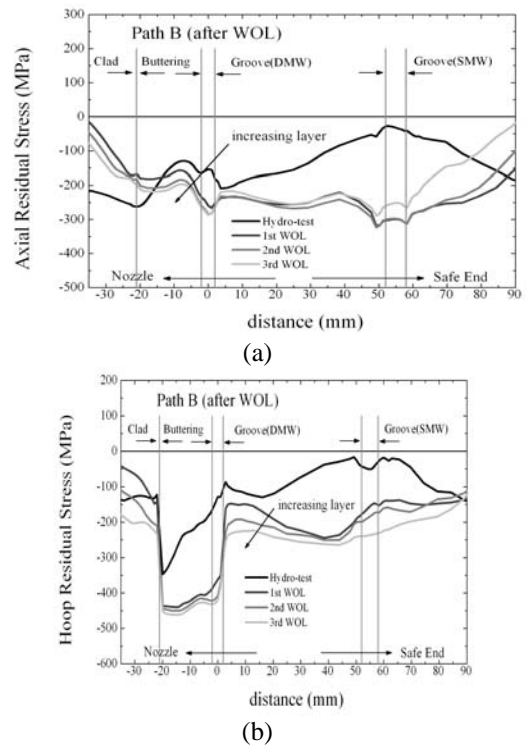 Path B (after WOL)
Clad
Buttering
Groove(DMW)
Groove(SMW)
increasing layer
Hydro-test
1st WOL
2nd WOL
3rd WOL
Nozzle
Safe End
200
100
0
-100
-200
-300
-400
-500
Axial Residual Stress (MPa)
-30 -20 -10 0 10 20 30 40 50 60 70 80 90
distance (mm)
(a)
Path B (after WOL)
Clad
Buttering
Groove(DMW)
Groove(SMW)
increasing layer
Hydro-test
1st WOL
2nd WOL
3rd WOL
Nozzle
Safe End
200
100
0
-100
-200
-300
-400
-500
-600
Hoop Residual Stress (MPa)
-30 -20 -10 0 10 20 30 40 50 60 70 80 90
distance (mm)
(b)